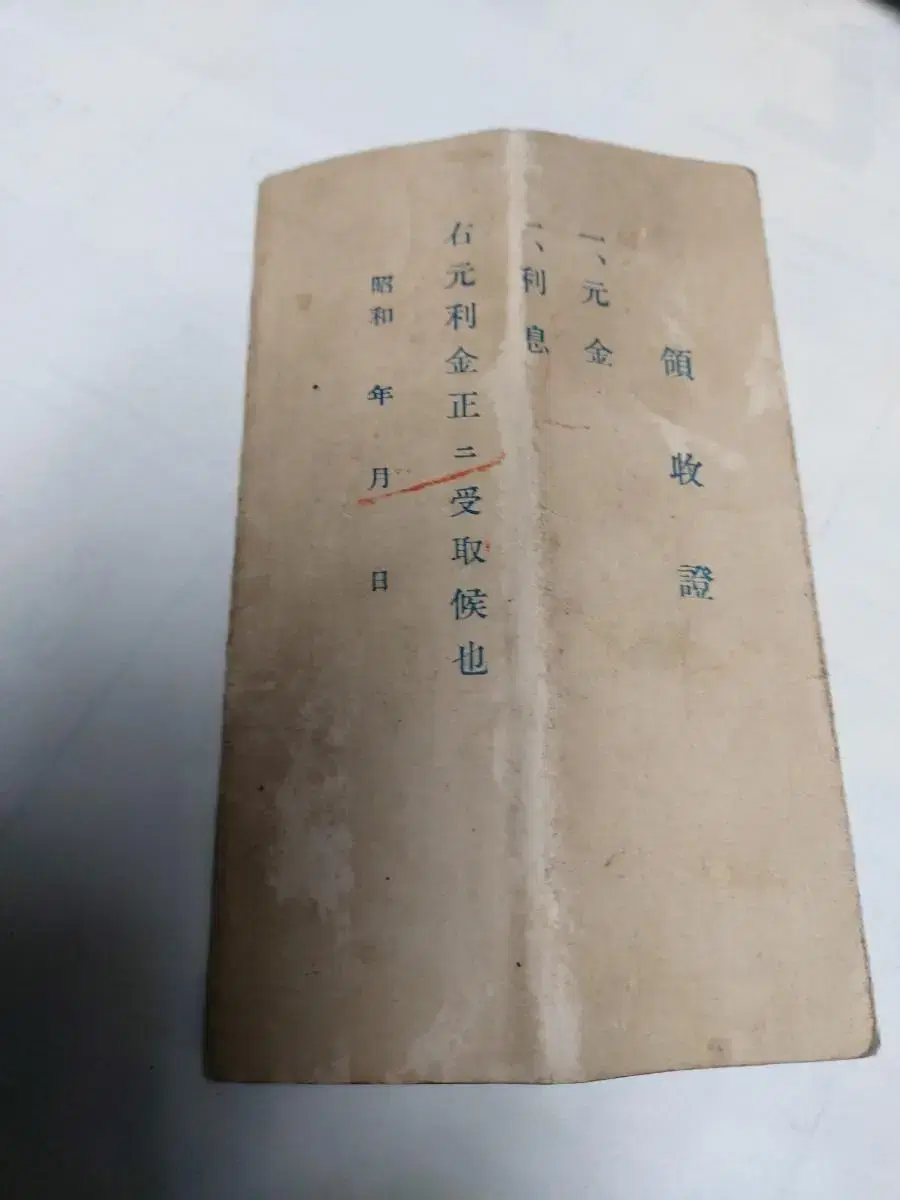 領收證
一、元金
一、利息
右元利金正ニ受取候也
昭和 年 月 日